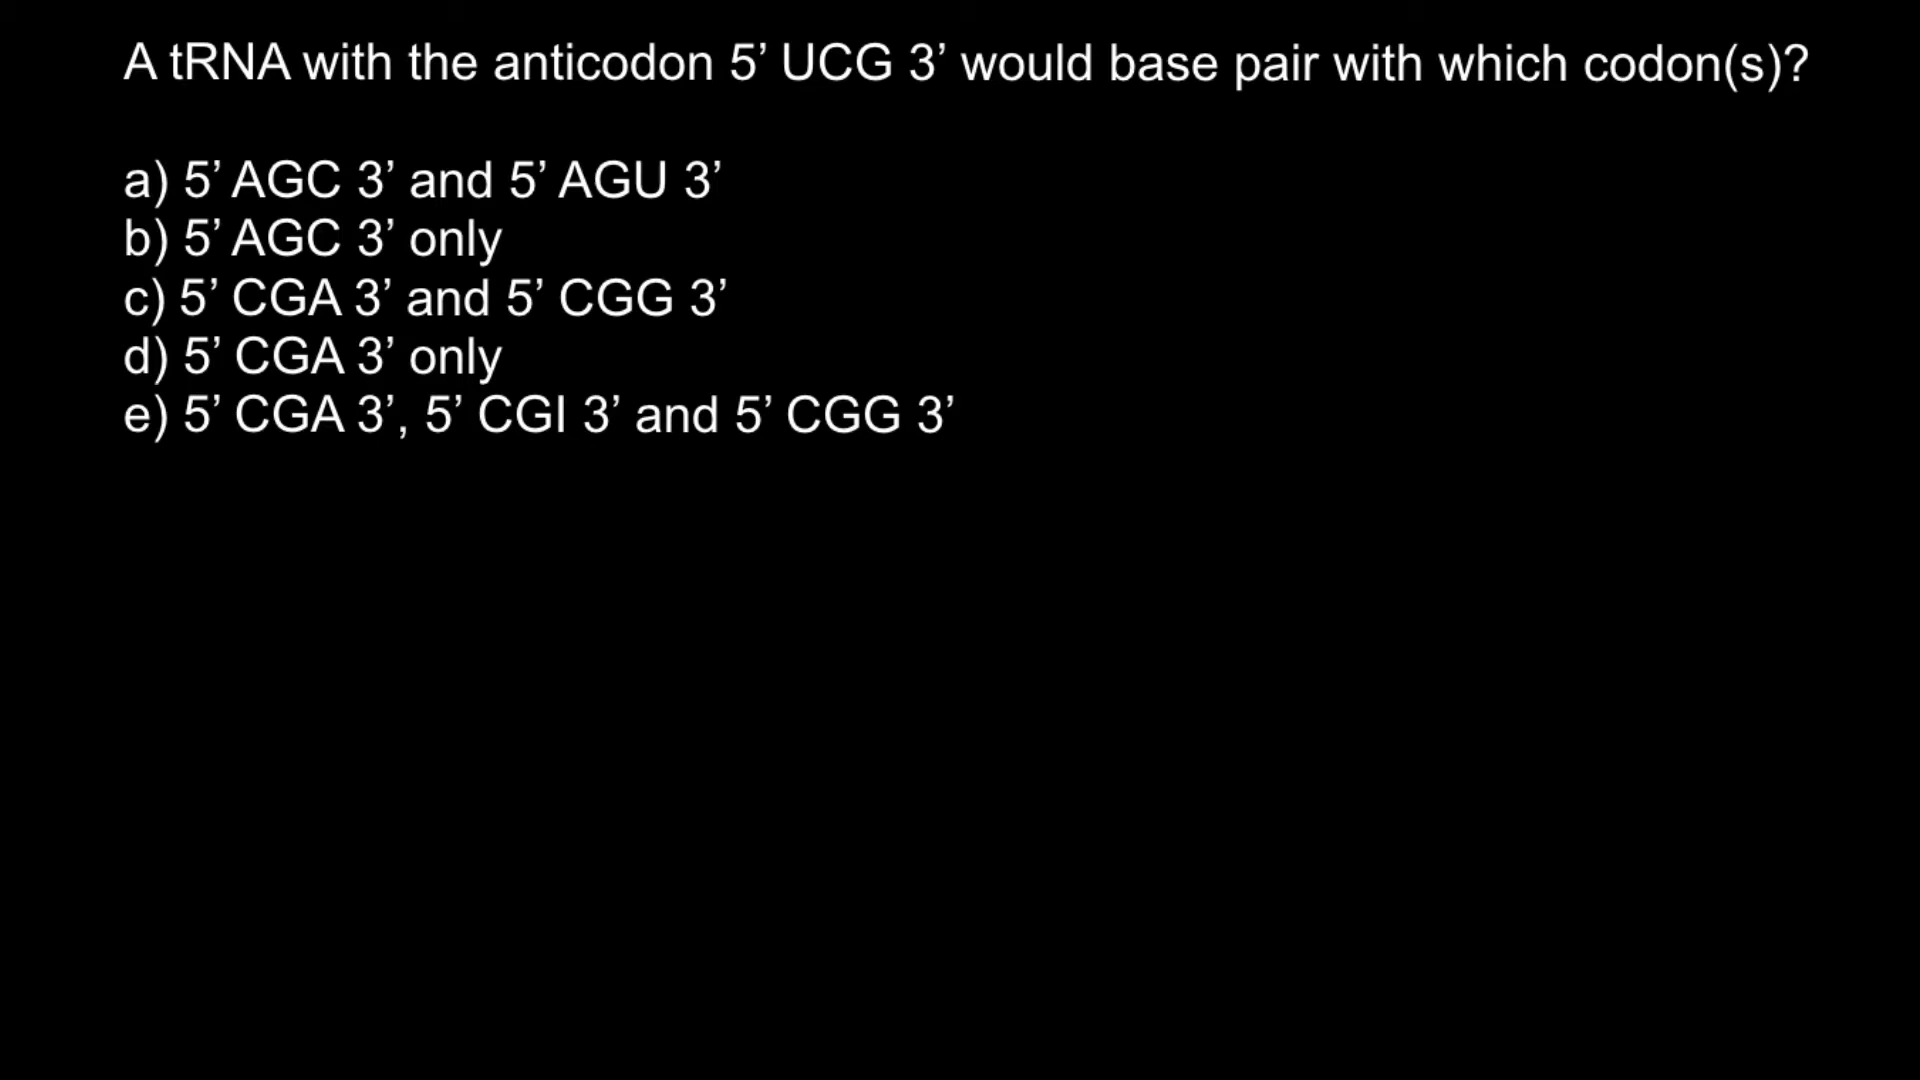 A tRNA with the anticodon 5’ UCG 3’ would base pair with which codon(s)?
a) 5’ AGC 3’ and 5’ AGU 3’
b) 5’ AGC 3’ only
c) 5’ CGA 3’ and 5’ CGG 3’
d) 5’ CGA 3’ only
e) 5’ CGA 3’, 5’ CGI 3’ and 5’ CGG 3’